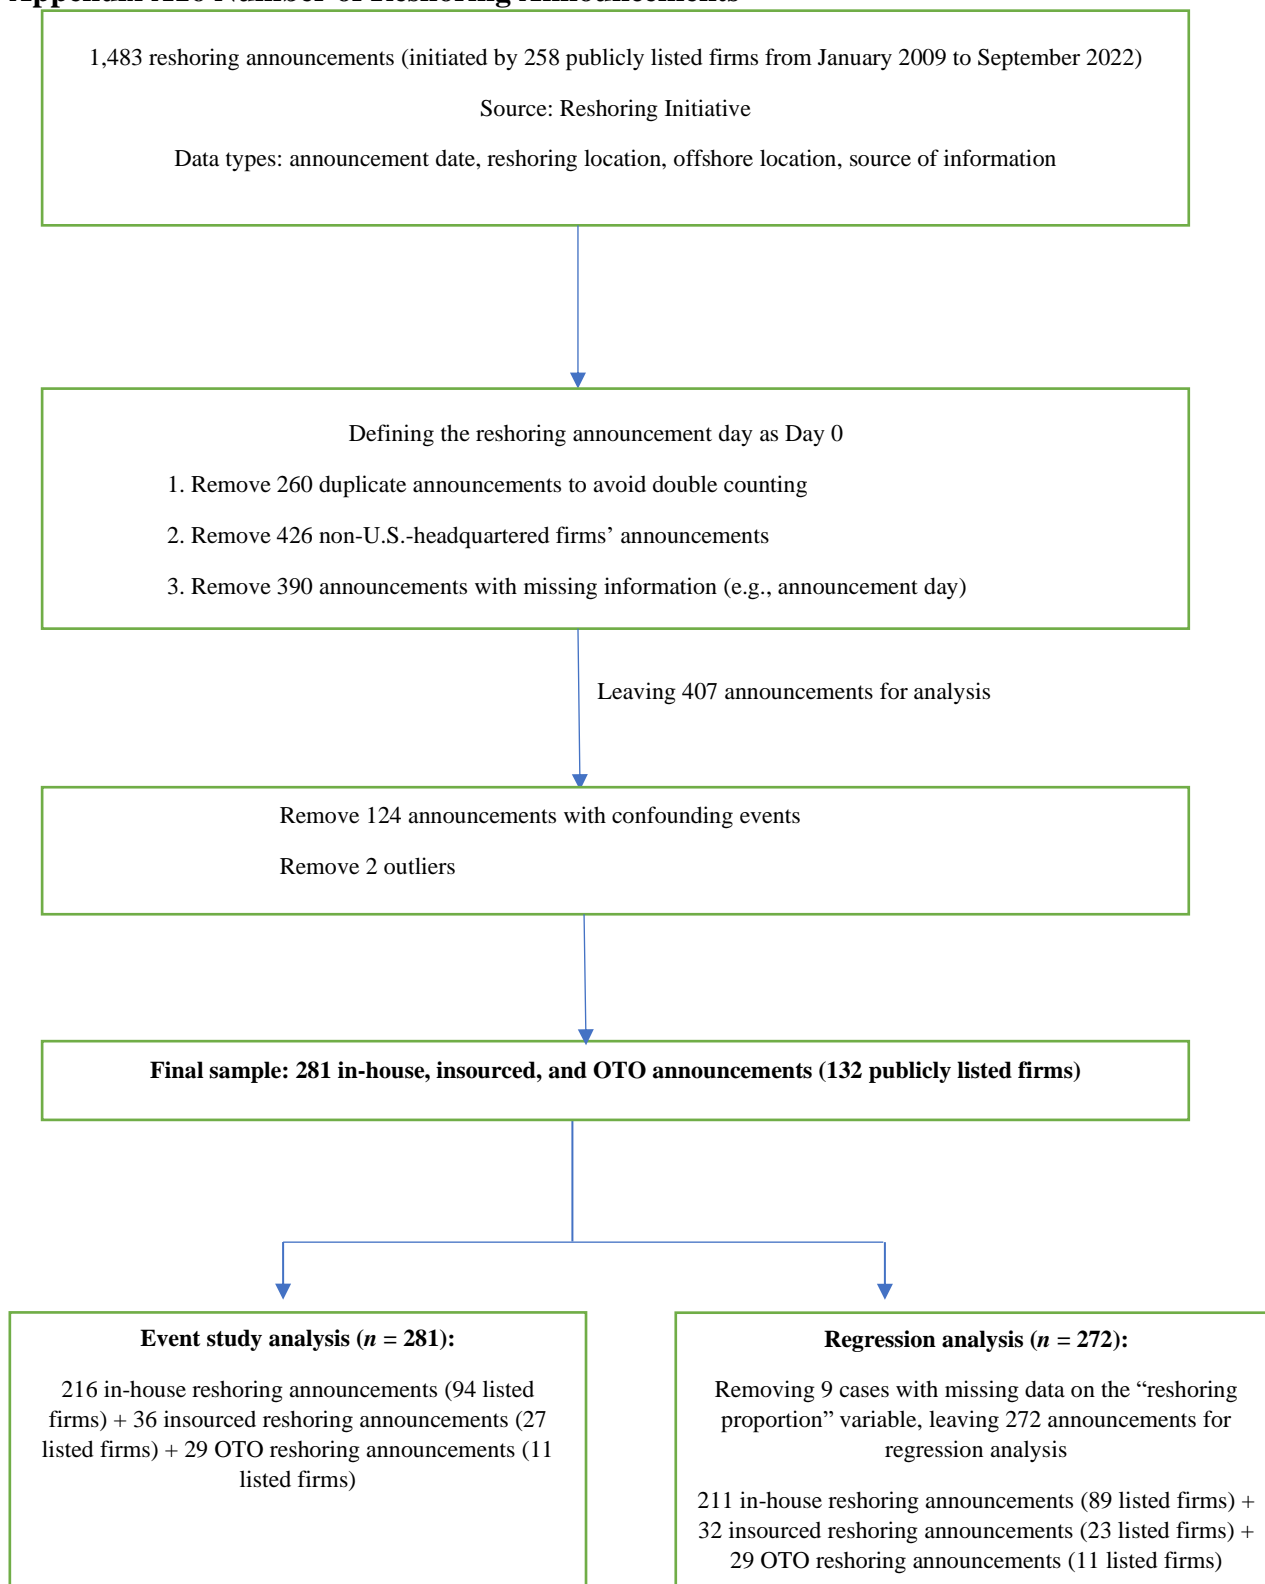 Appendix Number of Reshoring Announcements
1,483 reshoring announcements (initiated by 258 publicly listed firms from January 2009 to September 2022)
Source: Reshoring Initiative
Data types: announcement date, reshoring location, offshore location, source of information
Defining the reshoring announcement day as Day 0
1. Remove 260 duplicate announcements to avoid double counting
2. Remove 426 non-U.S.-headquartered firms’ announcements
3. Remove 390 announcements with missing information (e.g., announcement day)
Leaving 407 announcements for analysis
Remove 124 announcements with confounding events
Remove 2 outliers
Final sample: 281 in-house, insourced, and OTO announcements (132 publicly listed firms)
Event study analysis (n = 281):
216 in-house reshoring announcements (94 listed
firms) + 36 insourced reshoring announcements (27
listed firms) + 29 OTO reshoring announcements (11
listed firms)
Regression analysis (n = 272):
Removing 9 cases with missing data on the “reshoring
proportion” variable, leaving 272 announcements for
regression analysis
211 in-house reshoring announcements (89 listed firms) +
32 insourced reshoring announcements (23 listed firms) +
29 OTO reshoring announcements (11 listed firms)